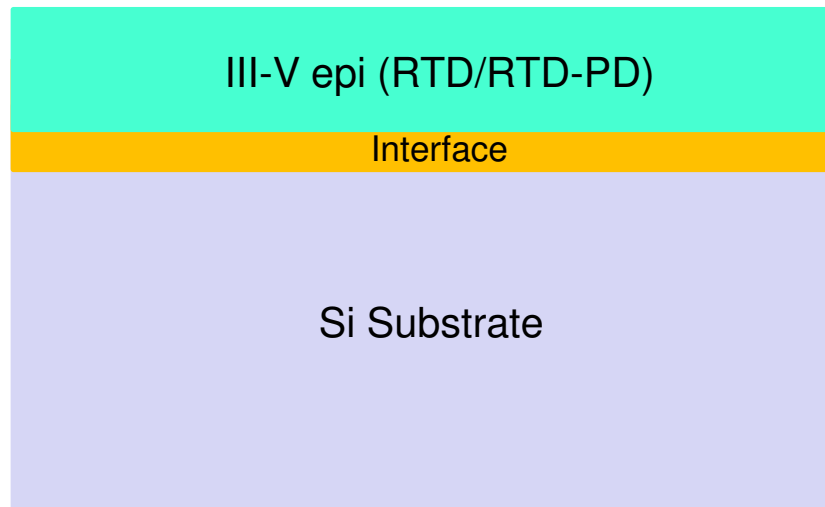 III-V epi (RTD/RTD-PD)
Interface
Si Substrate